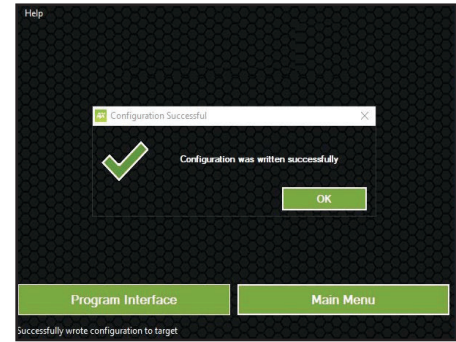 Help
Configuration Successful
Configuration was written successfully
OK
Program Interface
Main Menu
Successfully wrote configuration to target